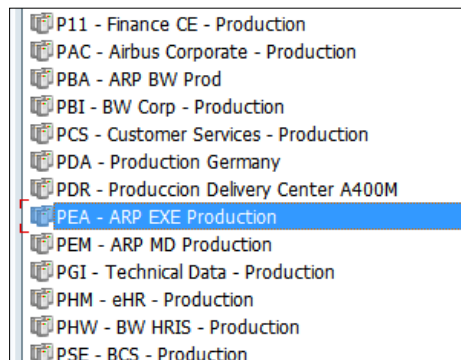 P11 - Finance CE - Production
PAC - Airbus Corporate - Production
PBA - ARP BW Prod
PBI - BW Corp - Production
PCS - Customer Services - Production
PDA - Production Germany
PDR - Produccion Delivery Center A400M
PEA - ARP EXE Production
PEM - ARP MD Production
PGI - Technical Data - Production
PHM - eHR - Production
PHW - BW HRIS - Production
PSE - BCS - Production